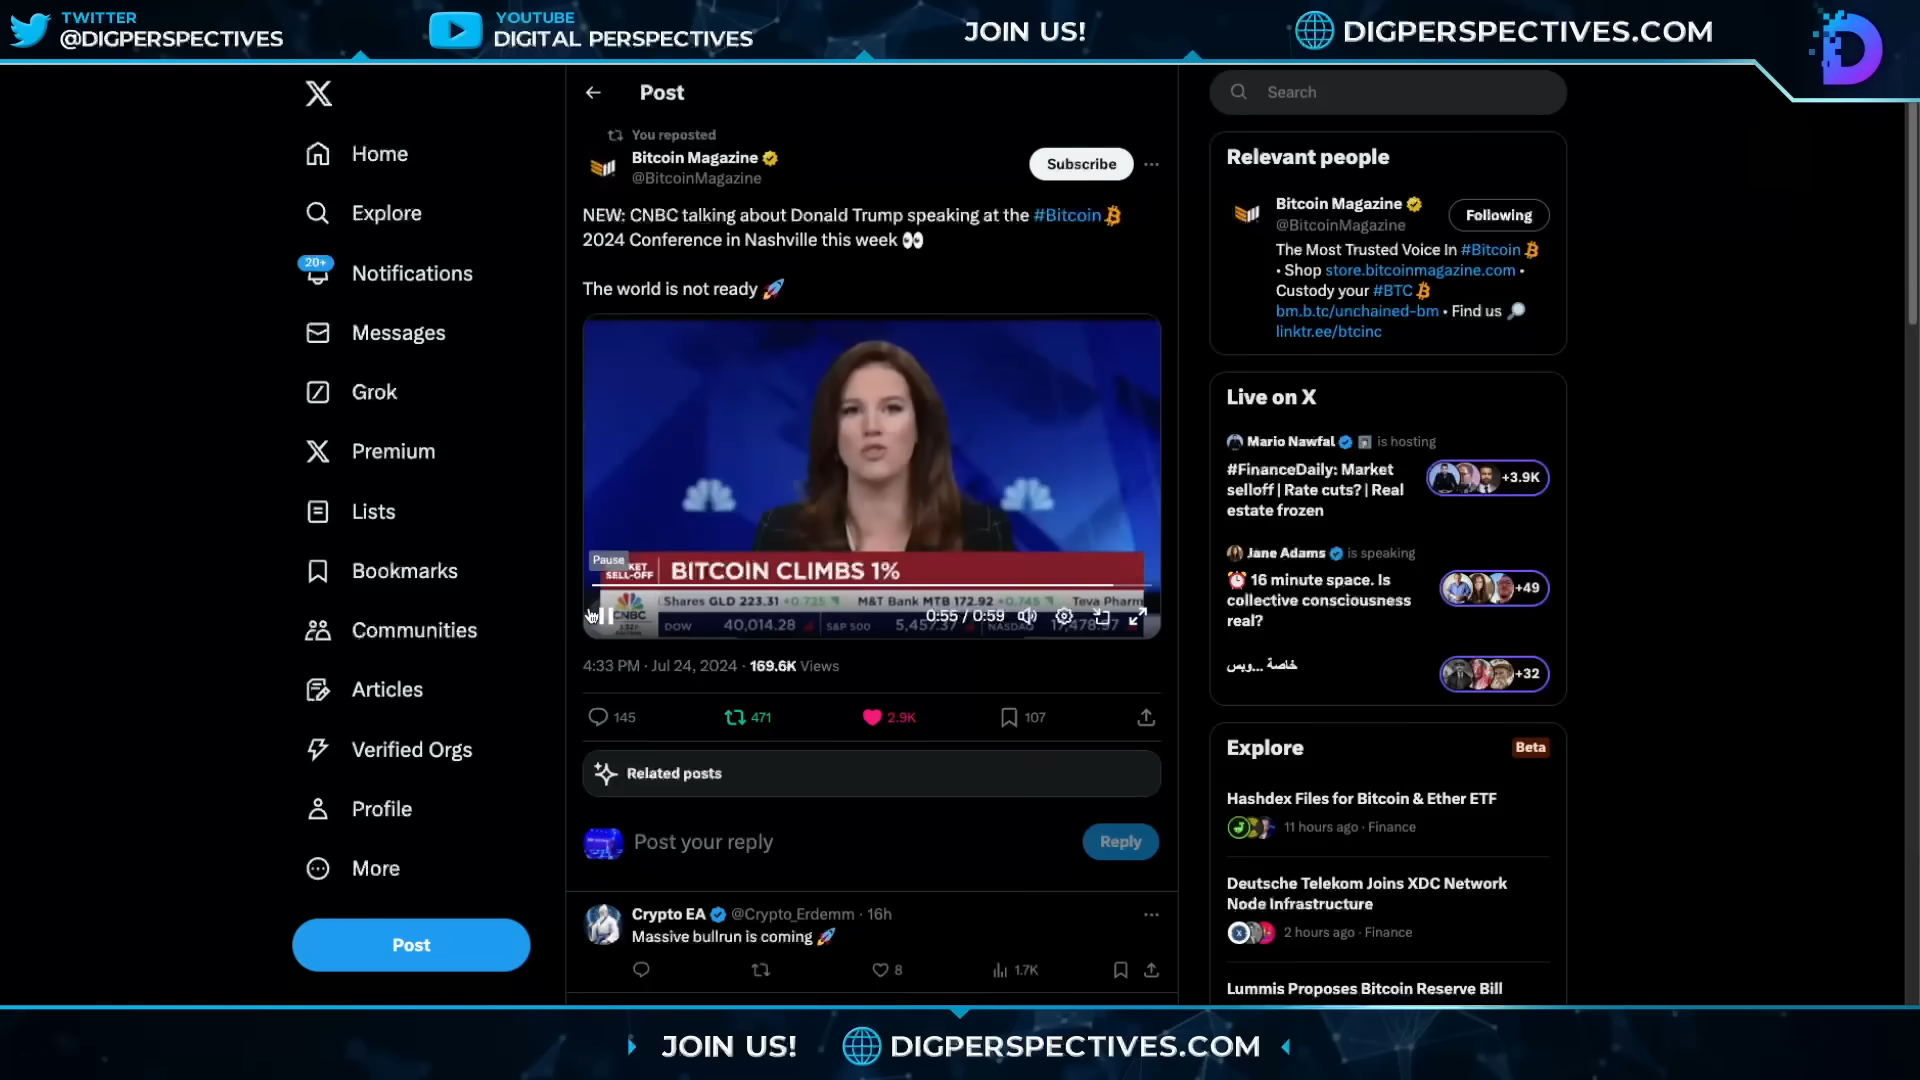 TWITTER
@DIGPERSPECTIVES
YOUTUBE
DIGITAL PERSPECTIVES
JOIN US!
DIGPERSPECTIVES.COM
Home
Explore
20+
Notifications
Messages
Grok
Premium
Lists
Bookmarks
Communities
Articles
Verified Orgs
Profile
More
Post
Post
You reposted
Bitcoin Magazine
@BitcoinMagazine
Subscribe
NEW: CNBC talking about Donald Trump speaking at the #Bitcoin
2024 Conference in Nashville this week 👀
The world is not ready 🚀
Pause
SELL-OFF
BITCOIN CLIMBS 1%
CNBC
Shares GLD 223.31 +0.725 M&T Bank MTB 172.92 +0.745 Teva Pharm
DOW 40,014.28 S&P 500 5,457.37 NASDAQ 17,478.97
0:55 / 0:59
4:33 PM · Jul 24, 2024 · 169.6K Views
145
471
2.9K
107
Related posts
Post your reply
Reply
Crypto EA @Crypto_Erdemm · 16h
Massive bullrun is coming 🚀
8
1.7K
Search
Relevant people
Bitcoin Magazine
@BitcoinMagazine
Following
The Most Trusted Voice In #Bitcoin
• Shop store.bitcoinmagazine.com •
Custody your #BTC
bm.b.tc/unchained-bm • Find us 🔎
linktr.ee/btcinc
Live on X
Mario Nawfal is hosting
#FinanceDaily: Market
selloff | Rate cuts? | Real
estate frozen
+3.9K
Jane Adams is speaking
⏰ 16 minute space. Is
collective consciousness
real?
+49
خاصة ...وبس
+32
Explore
Beta
Hashdex Files for Bitcoin & Ether ETF
11 hours ago · Finance
Deutsche Telekom Joins XDC Network
Node Infrastructure
2 hours ago · Finance
Lummis Proposes Bitcoin Reserve Bill
JOIN US!
DIGPERSPECTIVES.COM